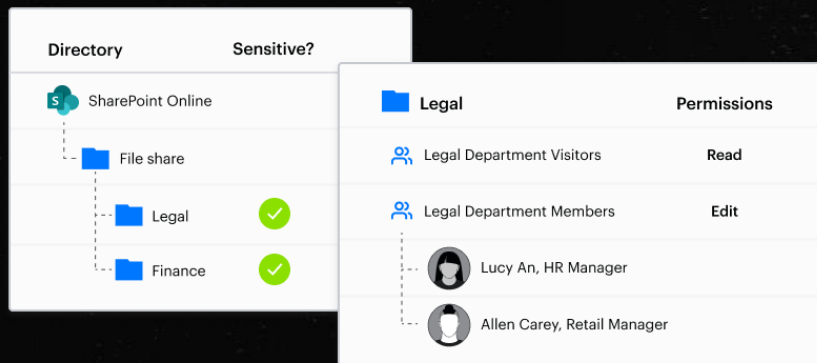 Directory Sensitive?
S SharePoint Online
File share
Legal
Finance
Legal Permissions
Legal Department Visitors Read
Legal Department Members Edit
Lucy An, HR Manager
Allen Carey, Retail Manager